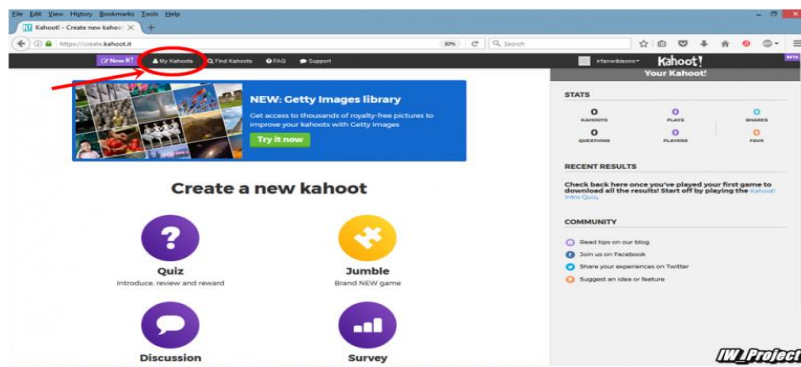 File Edit View History Bookmarks Tools Help
Kahoot! - Create new kahoo
https://create.kahoot.it
80%
Search
New K!
My Kahoots
Find Kahoots
FAQ
Support
Kahoot!
BETA
Your Kahoot!
NEW: Getty Images library
Get access to thousands of royalty-free pictures to
improve your kahoots with Getty Images
Try it now
Create a new kahoot
Quiz
Introduce, review and reward
Jumble
Brand NEW game
Discussion
Survey
STATS
0 0 0
KAHOOTS PLAYS SHARES
0 0 0
QUESTIONS PLAYERS FAVS
RECENT RESULTS
Check back here once you've played your first game to
download all the results! Start off by playing the Kahoot!
Intro Quiz.
COMMUNITY
Read tips on our blog
Join us on Facebook
Share your experiences on Twitter
Suggest an idea or feature
IW_Project